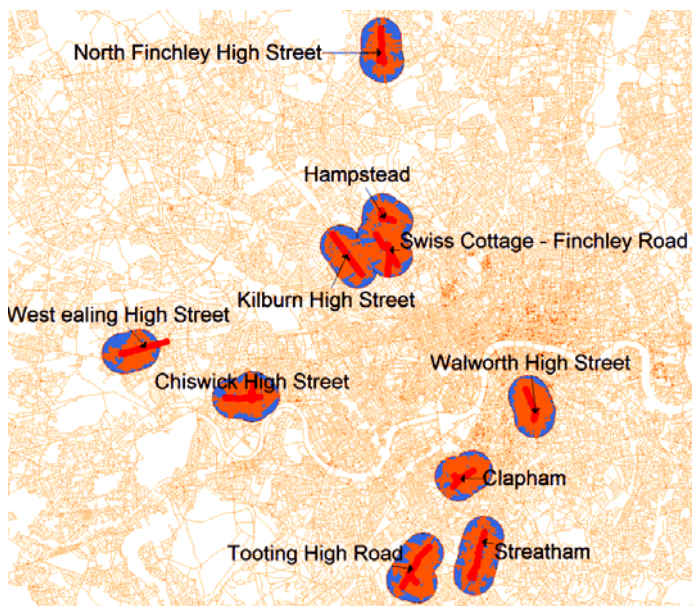 North Finchley High Street
Hampstead
Swiss Cottage - Finchley Road
Kilburn High Street
West ealing High Street
Walworth High Street
Chiswick High Street
Clapham
Tooting High Road
Streatham